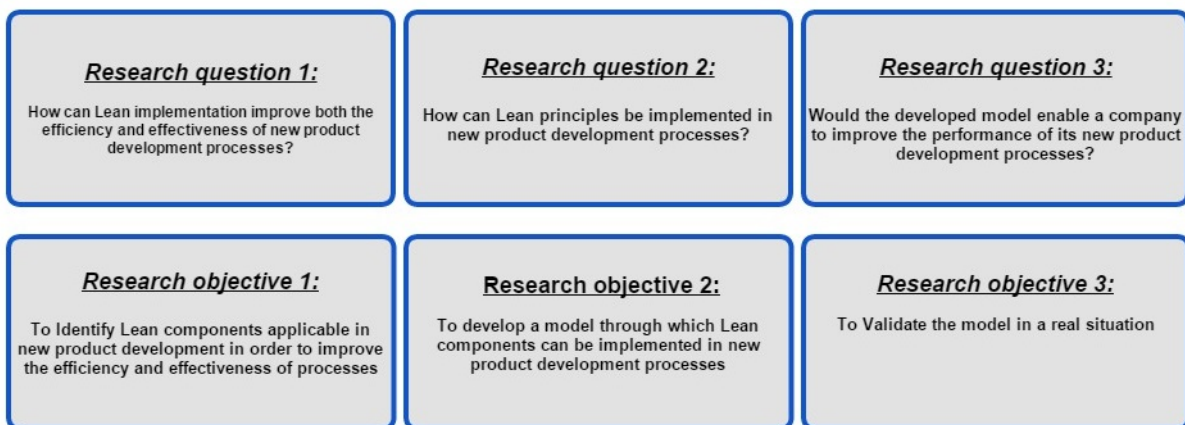 Research question 1:
How can Lean implementation improve both the
efficiency and effectiveness of new product
development processes?
Research question 2:
How can Lean principles be implemented in
new product development processes?
Research question 3:
Would the developed model enable a company
to improve the performance of its new product
development processes?
Research objective 1:
To Identify Lean components applicable in
new product development in order to improve
the efficiency and effectiveness of processes
Research objective 2:
To develop a model through which Lean
components can be implemented in new
product development processes
Research objective 3:
To Validate the model in a real situation